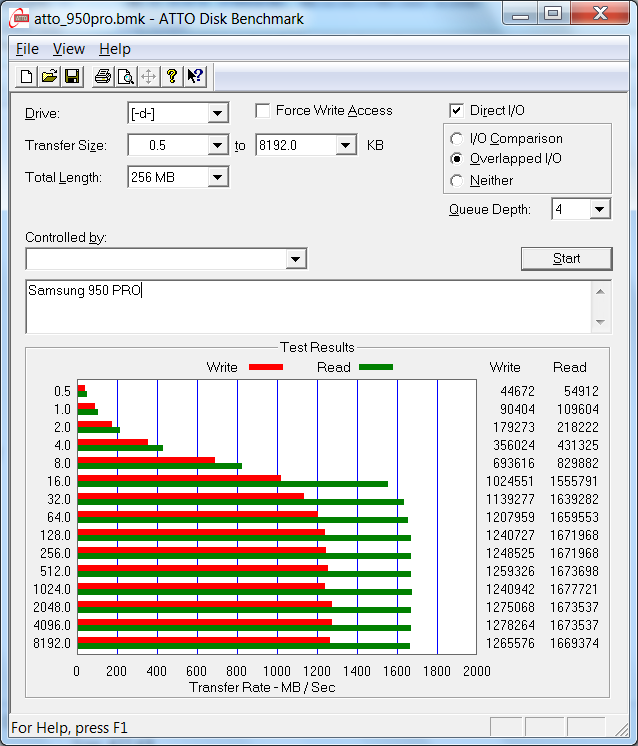 atto_950pro.bmk - ATTO Disk Benchmark
File View Help
Drive: [-d-] Force Write Access Direct I/O
Transfer Size: 0.5 to 8192.0 KB I/O Comparison
Overlapped I/O
Total Length: 256 MB Neither
Queue Depth: 4
Controlled by:
Start
Samsung 950 PRO
Test Results
Write Read Write Read
0.5 44672 54912
1.0 90404 109604
2.0 179273 218222
4.0 356024 431325
8.0 693616 829882
16.0 1024551 1555791
32.0 1139277 1639282
64.0 1207959 1659553
128.0 1240727 1671968
256.0 1248525 1671968
512.0 1259326 1673698
1024.0 1240942 1677721
2048.0 1275068 1673537
4096.0 1278264 1673537
8192.0 1265576 1669374
0 200 400 600 800 1000 1200 1400 1600 1800 2000
Transfer Rate - MB / Sec
For Help, press F1